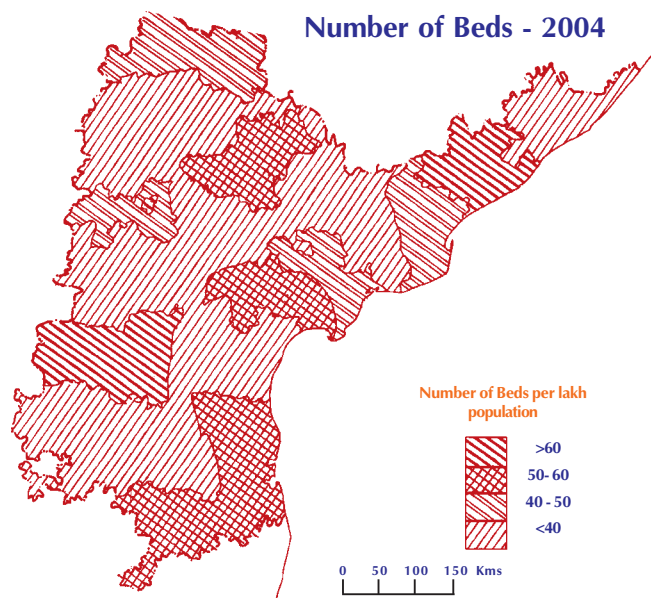 Number of Beds - 2004
Number of Beds per lakh
population
>60
50-60
40-50
<40
0 50 100 150 Kms